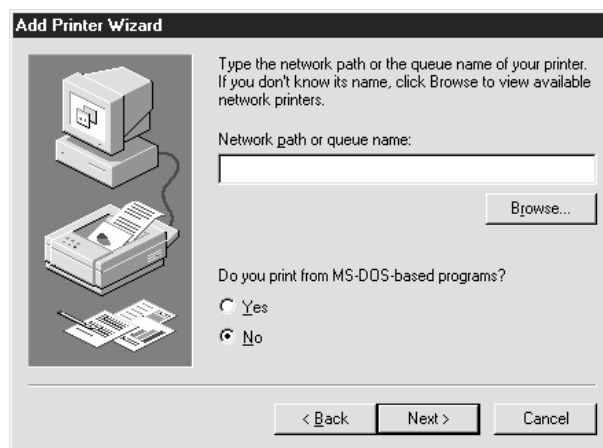 Add Printer Wizard
Type the network path or the queue name of your printer.
If you don't know its name, click Browse to view available
network printers.
Network path or queue name:
Browse...
Do you print from MS-DOS-based programs?
Yes
No
< Back
Next >
Cancel